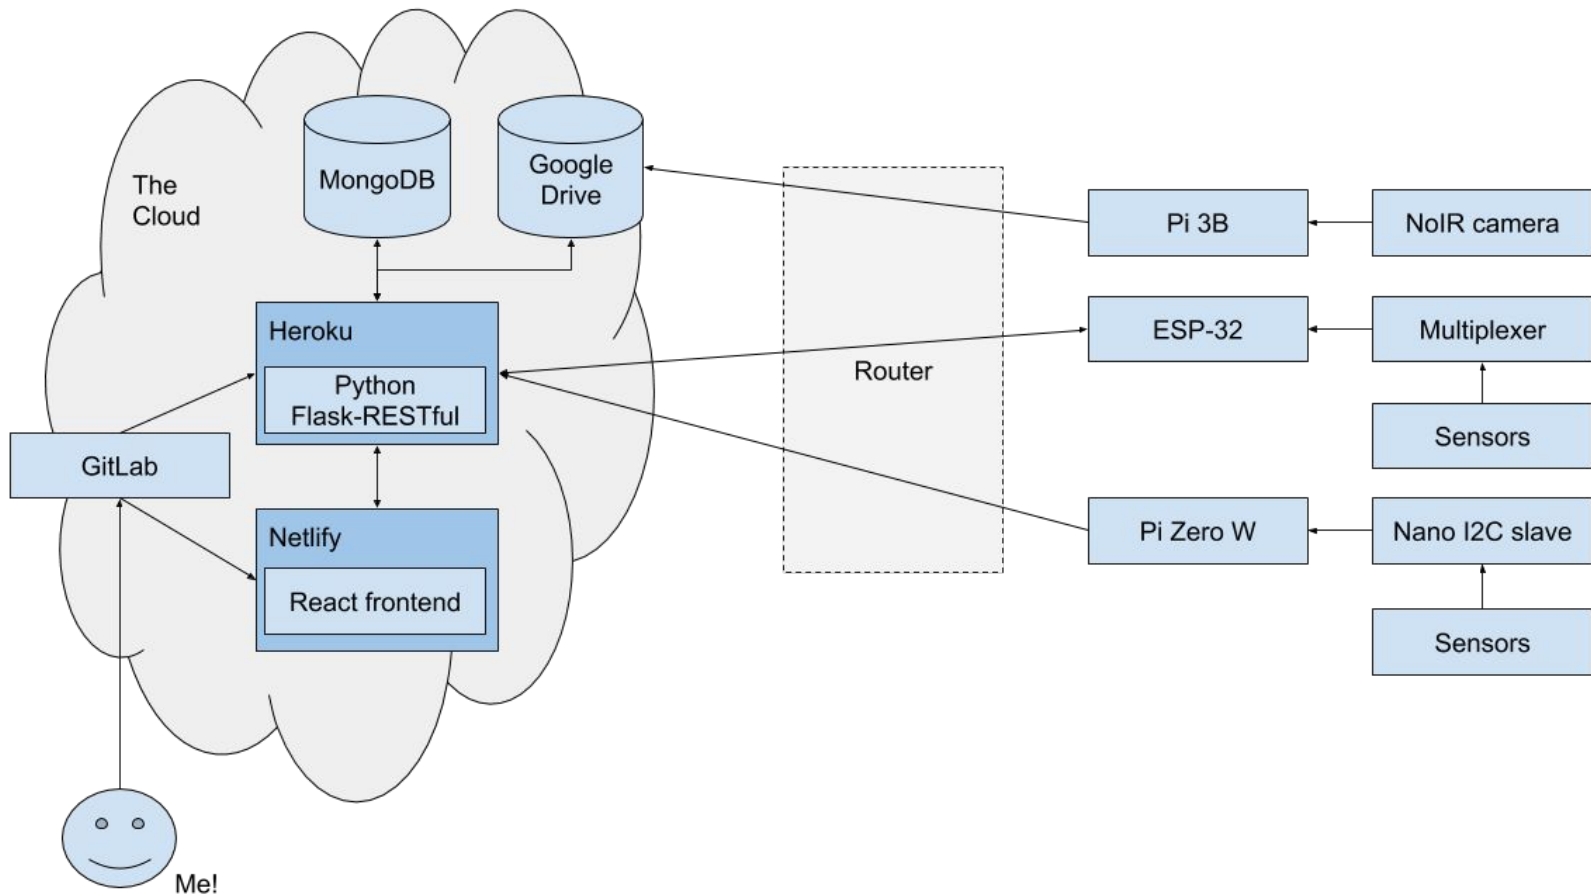 The
Cloud
MongoDB
Google
Drive
Heroku
Python
Flask-RESTful
GitLab
Netlify
React frontend
Me!
Router
Pi 3B
NoIR camera
ESP-32
Multiplexer
Sensors
Pi Zero W
Nano I2C slave
Sensors